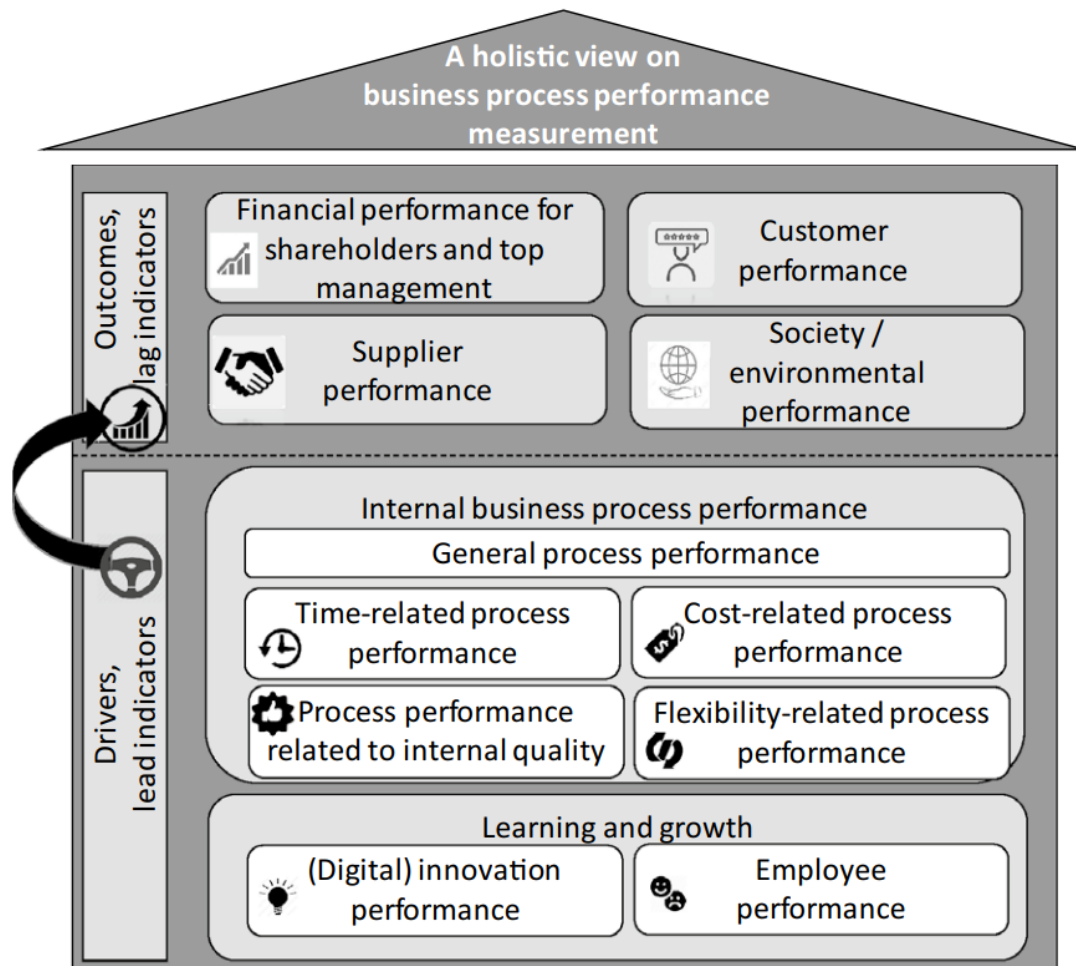 A holistic view on
business process performance
measurement
Outcomes,
lag indicators
Financial performance for
shareholders and top
management
Customer
performance
Supplier
performance
Society /
environmental
performance
Drivers,
lead indicators
Internal business process performance
General process performance
Time-related process
performance
Cost-related process
performance
Process performance
related to internal quality
Flexibility-related process
performance
Learning and growth
(Digital) innovation
performance
Employee
performance